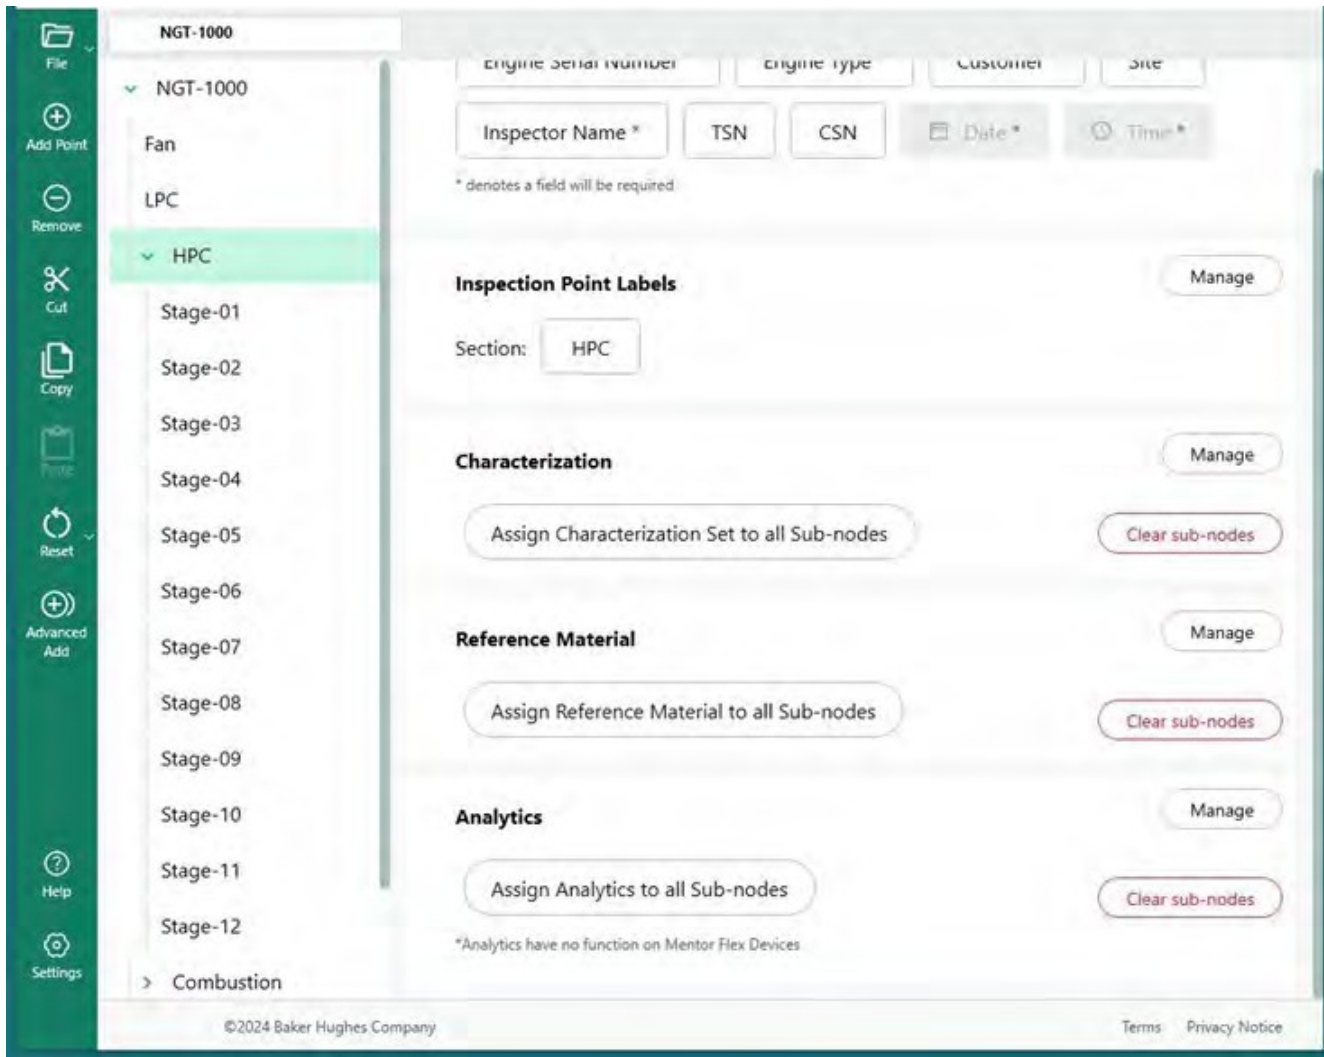 NGT-1000
File
Add Point
Remove
Cut
Copy
Paste
Reset
Advanced
Add
Help
Settings
NGT-1000
Fan
LPC
HPC
Stage-01
Stage-02
Stage-03
Stage-04
Stage-05
Stage-06
Stage-07
Stage-08
Stage-09
Stage-10
Stage-11
Stage-12
Combustion
Engine Serial Number Engine Type Customer Site
Inspector Name * TSN CSN Date * Time *
* denotes a field will be required
Inspection Point Labels Manage
Section: HPC
Characterization Manage
Assign Characterization Set to all Sub-nodes Clear sub-nodes
Reference Material Manage
Assign Reference Material to all Sub-nodes Clear sub-nodes
Analytics Manage
Assign Analytics to all Sub-nodes Clear sub-nodes
*Analytics have no function on Mentor Flex Devices
©2024 Baker Hughes Company Terms Privacy Notice